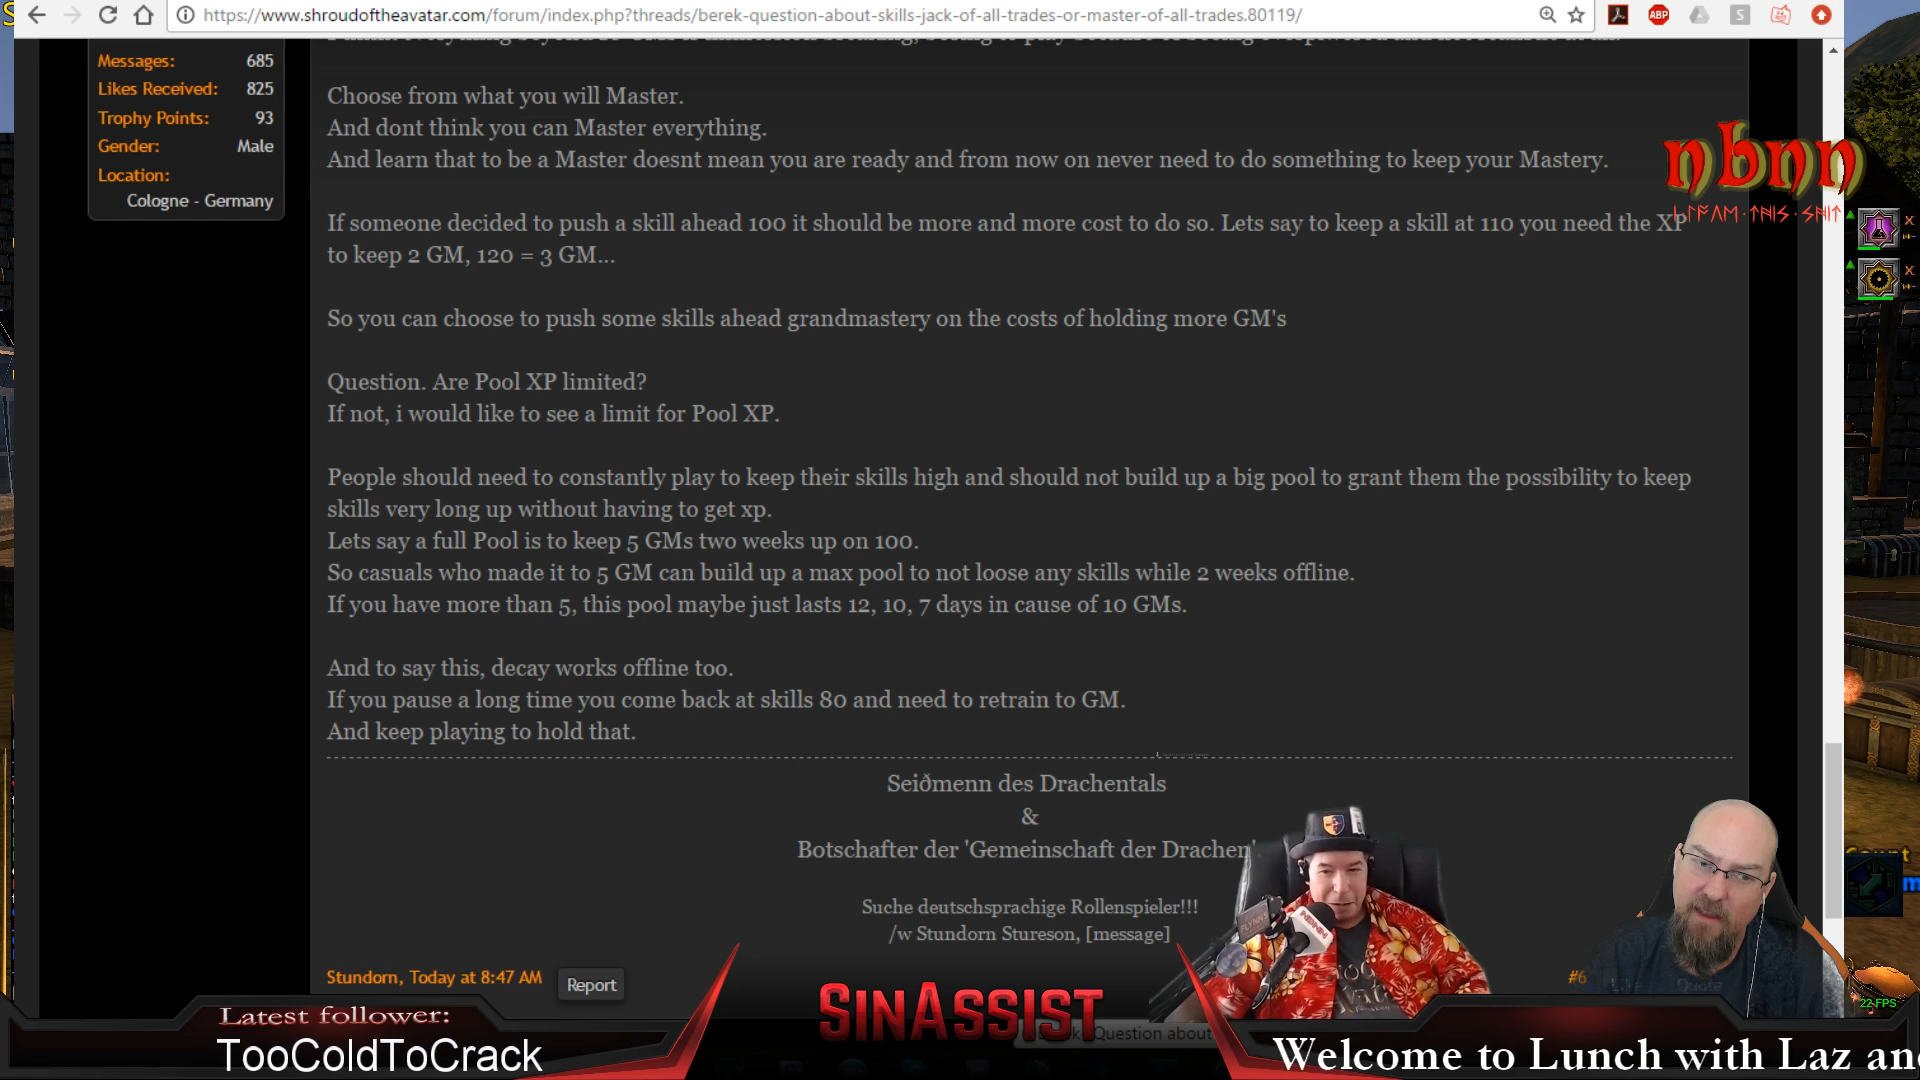 https://www.shroudoftheavatar.com/forum/index.php?threads/berek-question-about-skills-jack-of-all-trades-or-master-of-all-trades.80119/
ABP
S
Messages: 685
Likes Received: 825
Trophy Points: 93
Gender: Male
Location:
Cologne - Germany
Choose from what you will Master.
And dont think you can Master everything.
And learn that to be a Master doesnt mean you are ready and from now on never need to do something to keep your Mastery.
If someone decided to push a skill ahead 100 it should be more and more cost to do so. Lets say to keep a skill at 110 you need the XP
to keep 2 GM, 120 = 3 GM...
So you can choose to push some skills ahead grandmastery on the costs of holding more GM's
Question. Are Pool XP limited?
If not, i would like to see a limit for Pool XP.
People should need to constantly play to keep their skills high and should not build up a big pool to grant them the possibility to keep
skills very long up without having to get xp.
Lets say a full Pool is to keep 5 GMs two weeks up on 100.
So casuals who made it to 5 GM can build up a max pool to not loose any skills while 2 weeks offline.
If you have more than 5, this pool maybe just lasts 12, 10, 7 days in cause of 10 GMs.
And to say this, decay works offline too.
If you pause a long time you come back at skills 80 and need to retrain to GM.
And keep playing to hold that.
Seiðmenn des Drachentals
&
Botschafter der 'Gemeinschaft der Drachen'
Suche deutschsprachige Rollenspieler!!!
/w Stundorn Stureson, [message]
Stundorn, Today at 8:47 AM
Report
#6
Quote
nbnn
22 FPS
Latest follower:
TooColdToCrack
SinAssist
Question about
Welcome to Lunch with Laz an